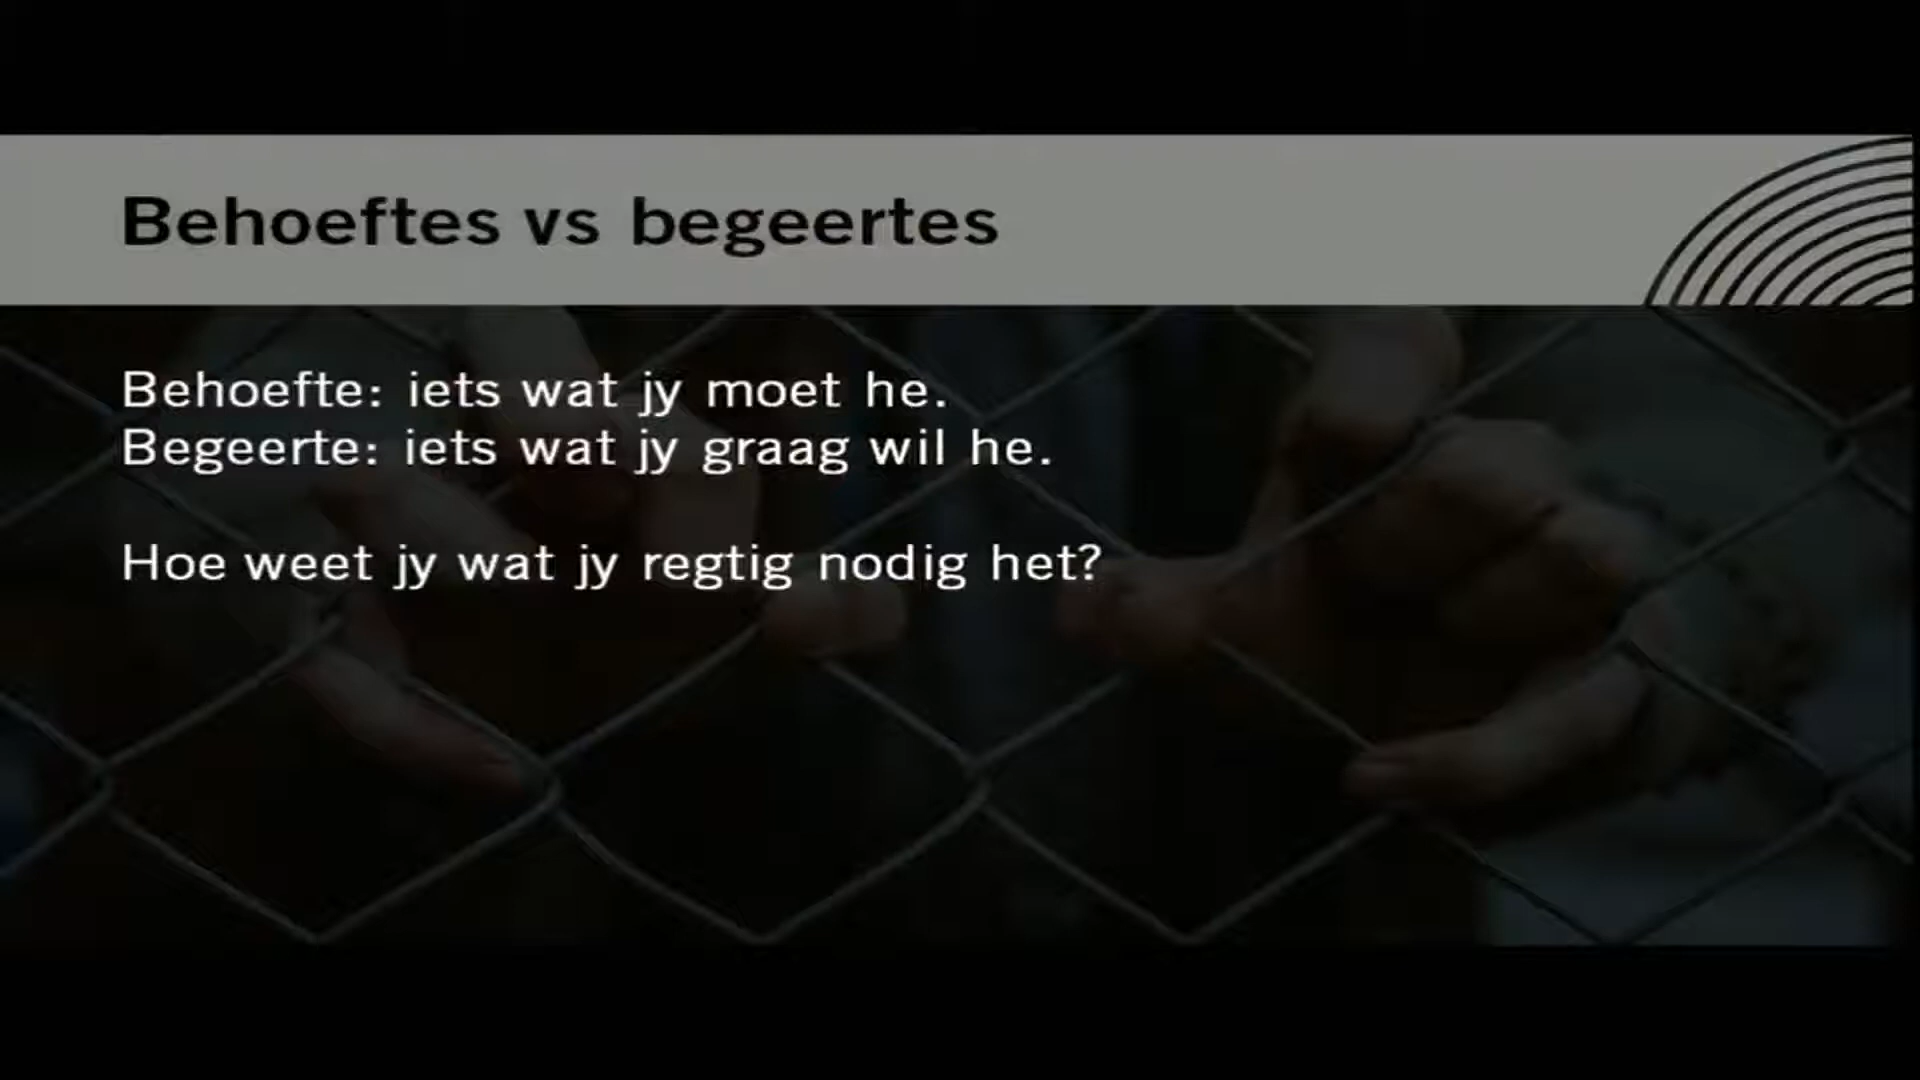 Behoeftes vs begeertes
Behoefte: iets wat jy moet he.
Begeerte: iets wat jy graag wil he.
Hoe weet jy wat jy regtig nodig het?